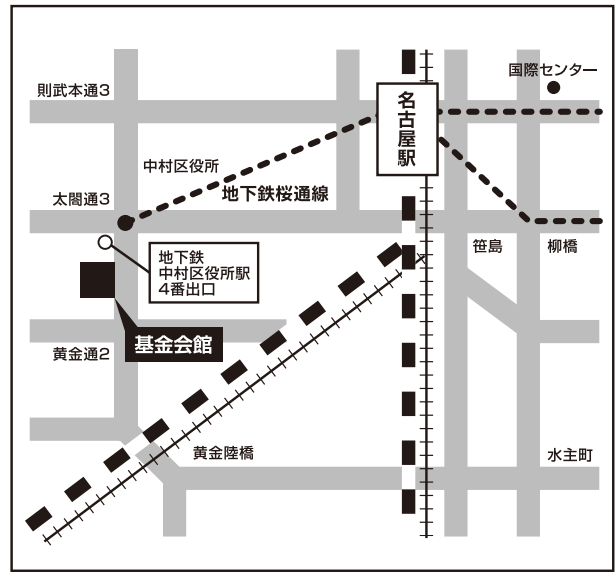 国際センター
則武本通3
名古屋駅
中村区役所
地下鉄桜通線
太閤通3
笹島
柳橋
地下鉄
中村区役所駅
4番出口
基金会館
黄金通2
黄金陸橋
水主町